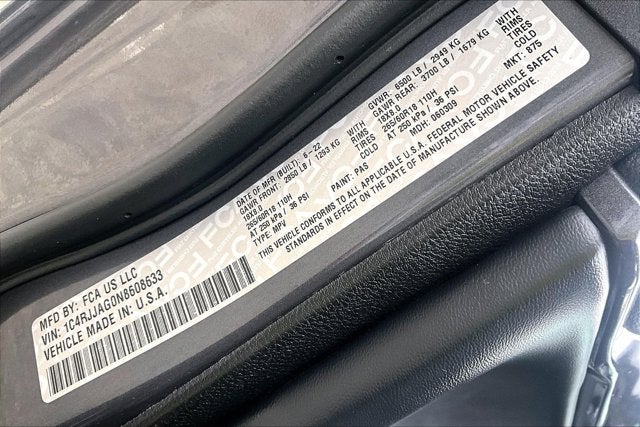 MFD BY: FCA US LLC
VIN: 1C4RJJAG0N8608633
VEHICLE MADE IN: U.S.A.
DATE OF MFR (BUILT): 6-22
GVWR: 6500 LB / 2949 KG
GAWR FRONT: 2850 LB / 1293 KG WITH
GAWR REAR: 3700 LB / 1679 KG WITH
18X8.0 RIMS
18X8.0 RIMS
265/60R18 110H TIRES
265/60R18 110H TIRES
AT 250 kPa / 36 PSI COLD
AT 250 kPa / 36 PSI COLD
TYPE: MPV
PAINT: PAS
MDH: 060309
MKT: 875
THIS VEHICLE CONFORMS TO ALL APPLICABLE U.S.A. FEDERAL MOTOR VEHICLE SAFETY
STANDARDS IN EFFECT ON THE DATE OF MANUFACTURE SHOWN ABOVE.